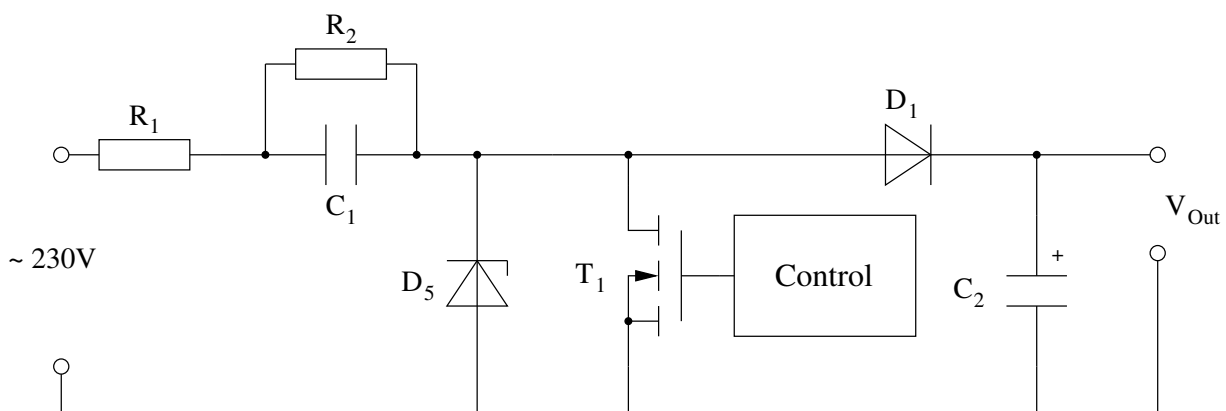 R2
R1
D1
C1
VOut
~ 230V
D5
T1
Control
+
C2